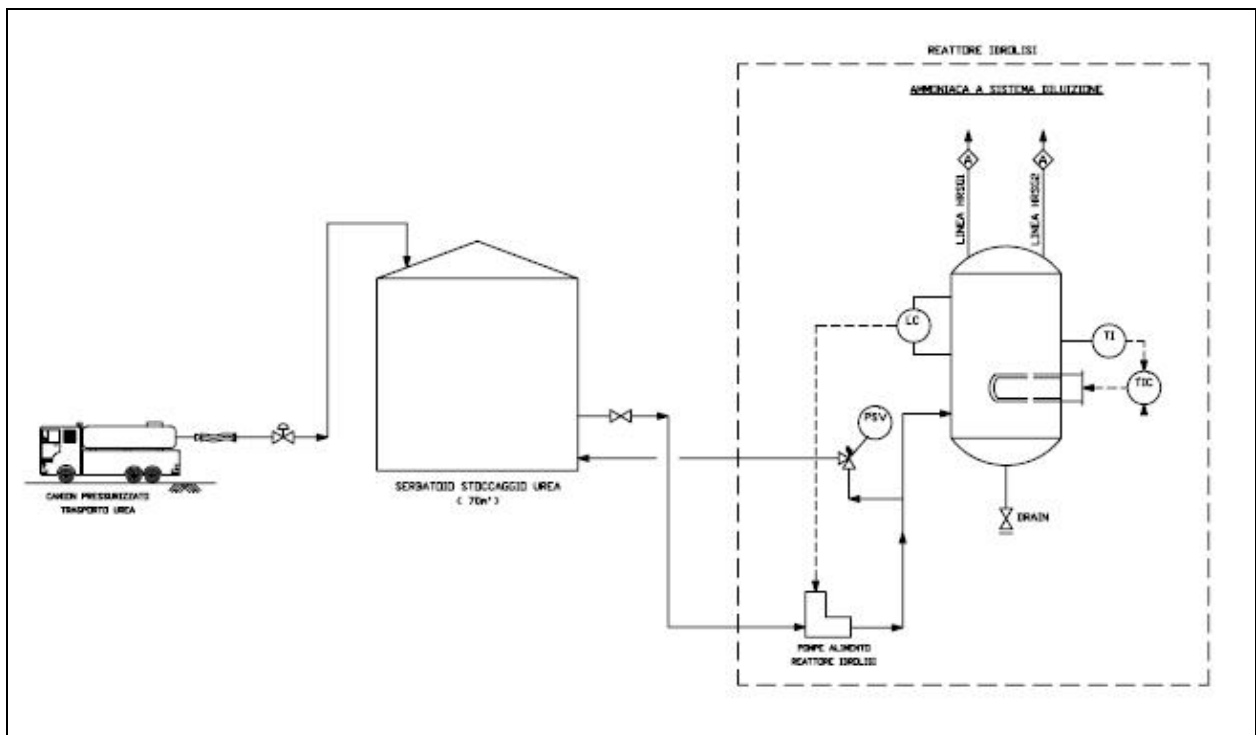 REATTORE IDROLISI
AMMONIACA A SISTEMA DILUIZIONE
A
A
LINEA HRSG1
LINEA HRSG2
LC
TI
TIC
PSV
SERBATOIO STOCCAGGIO UREA
( 70m³)
CAMION PRESSURIZZATO
TRASPORTO UREA
DRAIN
POMPE ALIMENTO
REATTORE IDROLISI